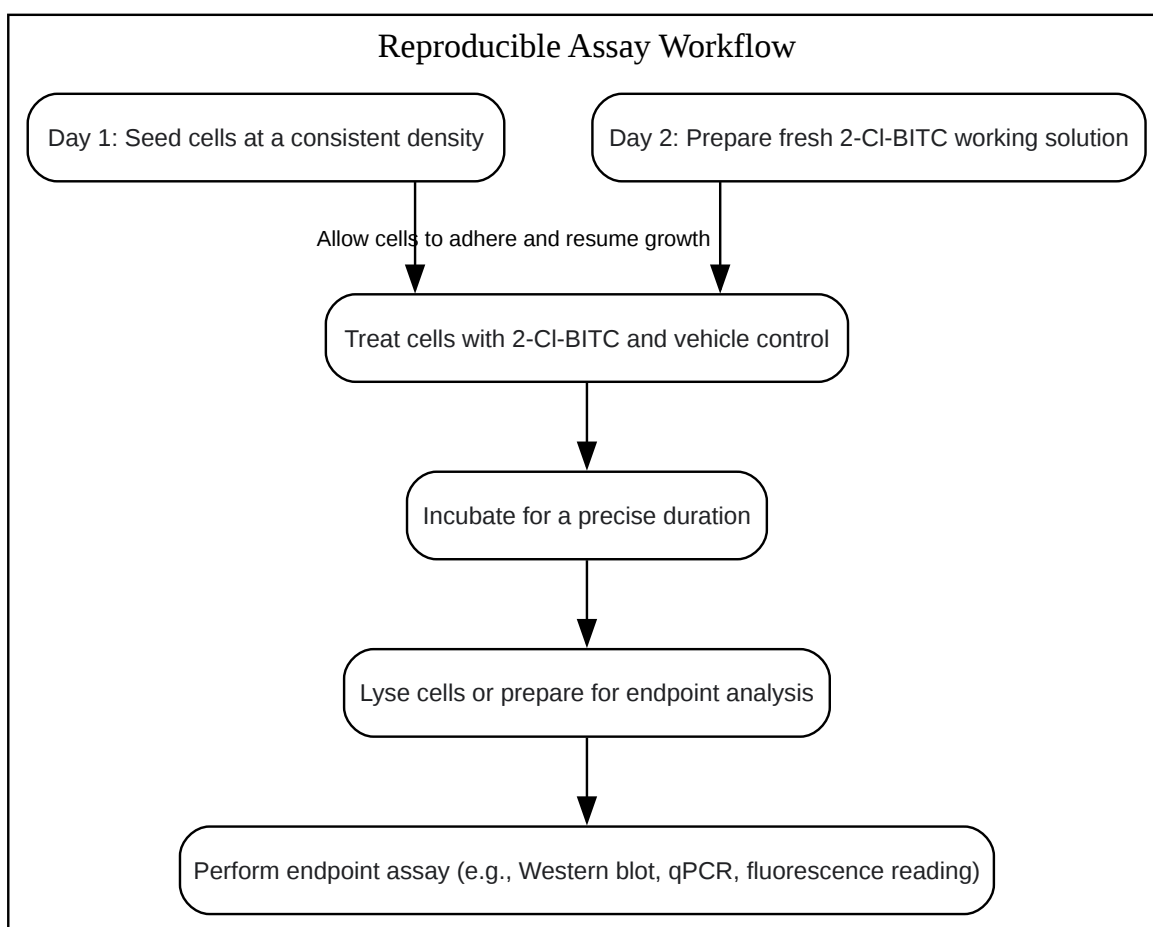 Reproducible Assay Workflow
Day 1: Seed cells at a consistent density
Day 2: Prepare fresh 2-Cl-BITC working solution
Allow cells to adhere and resume growth
Treat cells with 2-Cl-BITC and vehicle control
Incubate for a precise duration
Lyse cells or prepare for endpoint analysis
Perform endpoint assay (e.g., Western blot, qPCR, fluorescence reading)